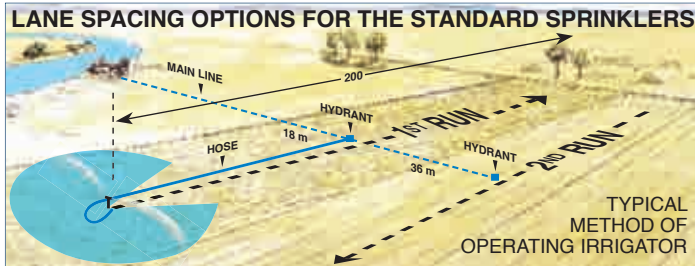 LANE SPACING OPTIONS FOR THE STANDARD SPRINKLERS
200
MAIN LINE
HYDRANT
1ST RUN
18 m
HOSE
HYDRANT
2ND RUN
36 m
TYPICAL
METHOD OF
OPERATING IRRIGATOR